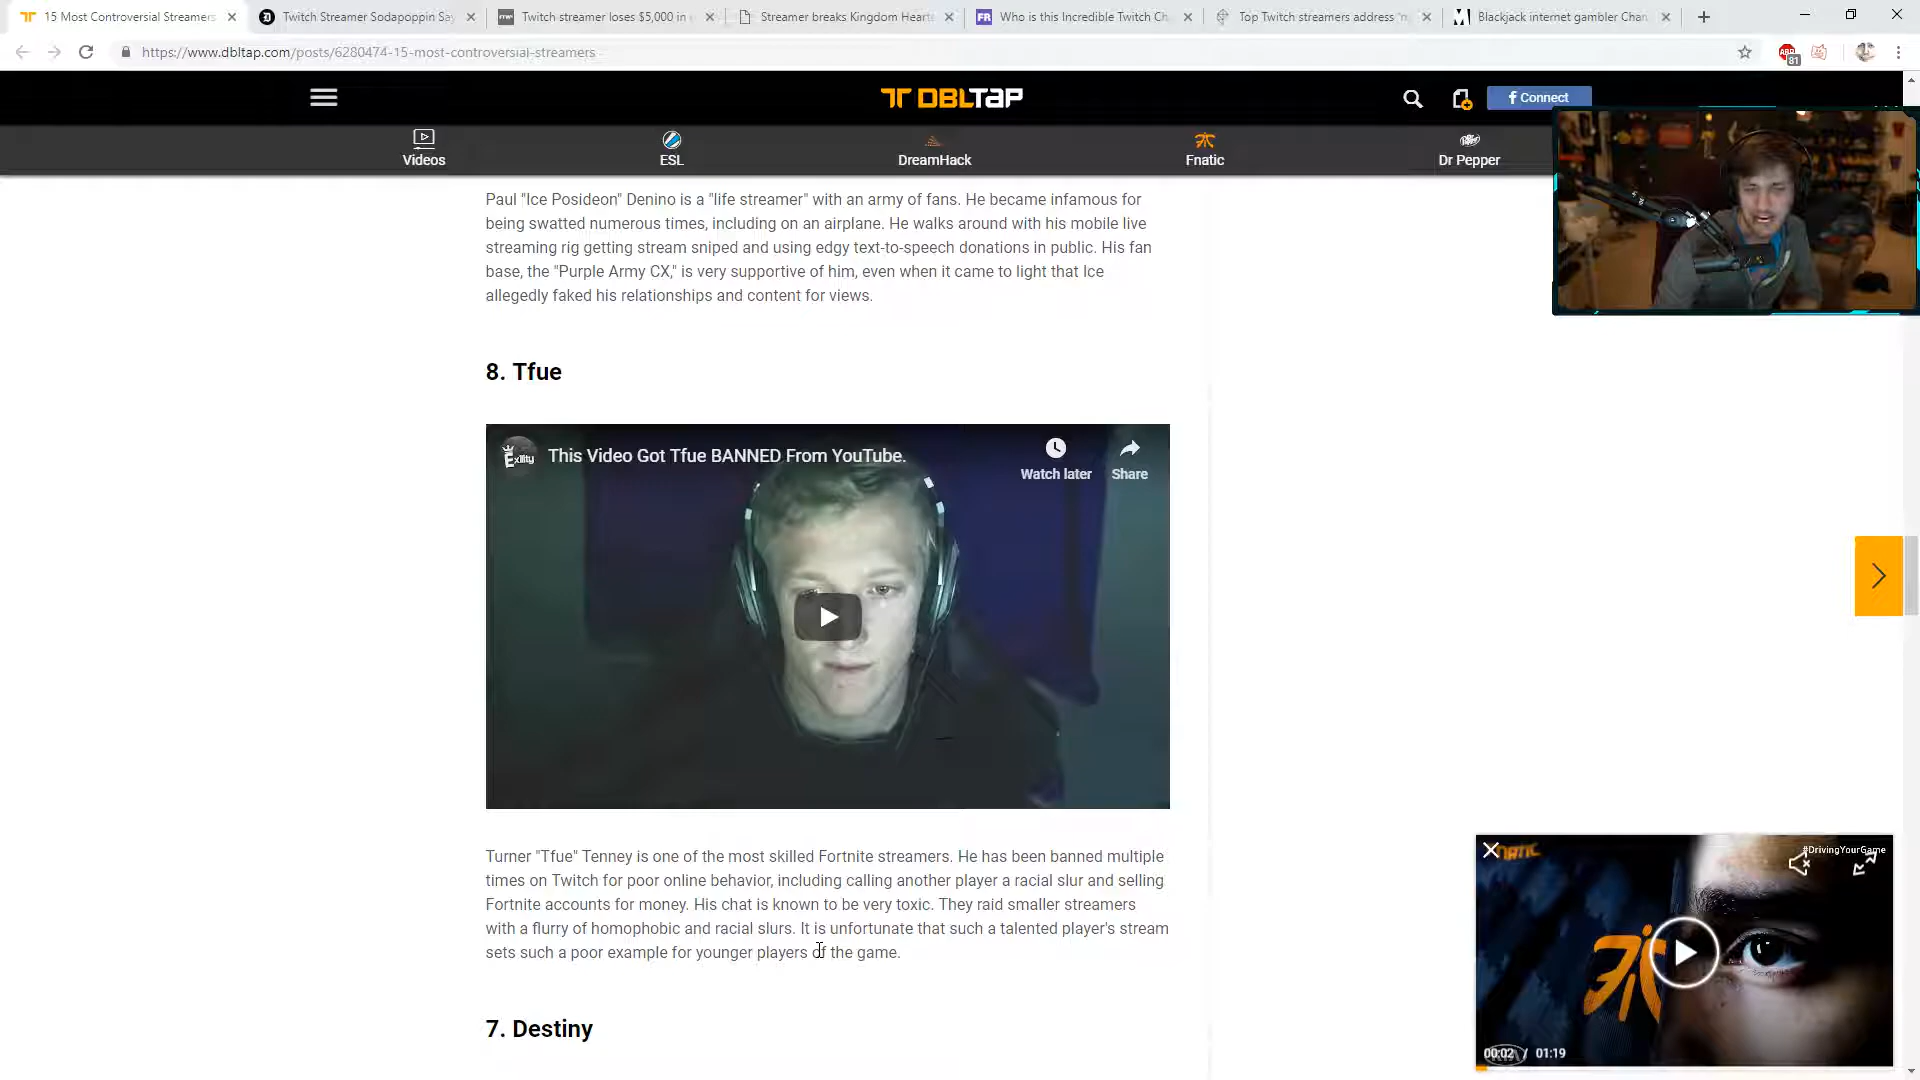 15 Most Controversial Streamers
Twitch Streamer Sodapoppin Say
Twitch streamer loses $5,000 in
Streamer breaks Kingdom Heart
FR Who is this Incredible Twitch Ch
Top Twitch streamers address "n
Blackjack internet gambler Chan
https://www.dbltap.com/posts/6280474-15-most-controversial-streamers
ABP
81
DBLTAP
f Connect
Videos
ESL
DreamHack
Fnatic
Dr Pepper
Paul "Ice Posideon" Denino is a "life streamer" with an army of fans. He became infamous for
being swatted numerous times, including on an airplane. He walks around with his mobile live
streaming rig getting stream sniped and using edgy text-to-speech donations in public. His fan
base, the "Purple Army CX," is very supportive of him, even when it came to light that Ice
allegedly faked his relationships and content for views.
8. Tfue
Exility
This Video Got Tfue BANNED From YouTube.
Watch later
Share
Turner "Tfue" Tenney is one of the most skilled Fortnite streamers. He has been banned multiple
times on Twitch for poor online behavior, including calling another player a racial slur and selling
Fortnite accounts for money. His chat is known to be very toxic. They raid smaller streamers
with a flurry of homophobic and racial slurs. It is unfortunate that such a talented player's stream
sets such a poor example for younger players of the game.
7. Destiny
#DrivingYourGame
00:02 / 01:19